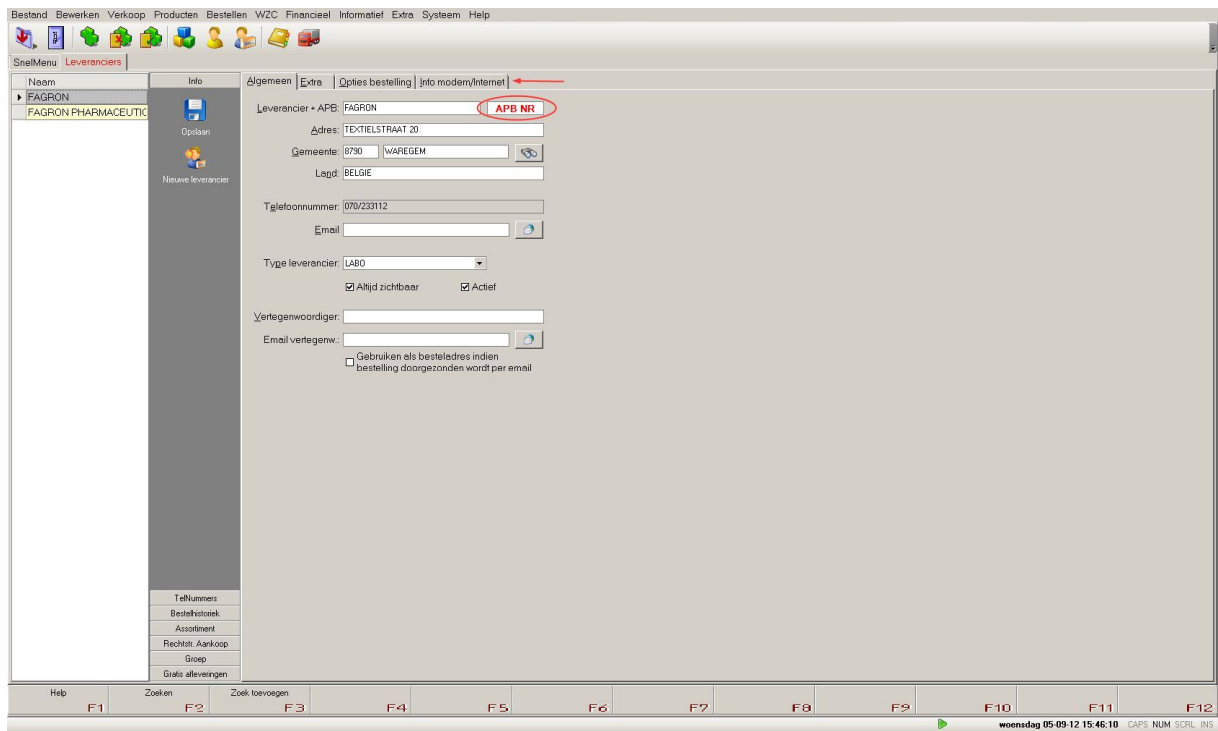 Bestand Bewerken Verkoop Producten Bestellen WZC Financieel Informatief Extra Systeem Help
SnelMenu Leveranciers
Naam
FAGRON
FAGRON PHARMACEUTIC
Info
Opslaan
Nieuwe leverancier
Algemeen Extra Opties bestelling Info modem/Internet
Leverancier + APB: FAGRON APB NR
Adres: TEXTIELSTRAAT 20
Gemeente: 8790 WAREGEM
Land: BELGIE
Telefoonnummer: 070/233112
Email
Type leverancier: LABO
Altijd zichtbaar Actief
Vertegenwoordiger:
Email vertegenw.:
Gebruiken als besteladres indien
bestelling doorgezonden wordt per email
TelNummers
Bestelhistoriek
Assortiment
Rechtstr. Aankoop
Groep
Gratis afleveringen
Help Zoeken Zoek toevoegen
F1 F2 F3 F4 F5 F6 F7 F8 F9 F10 F11 F12
woensdag 05-09-12 15:46:10 CAPS NUM SCRL INS